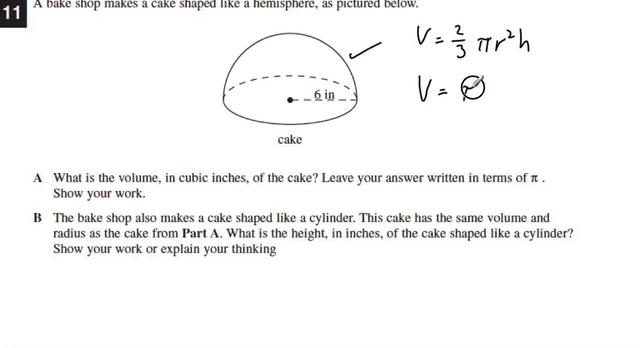 11
A bake shop makes a cake shaped like a hemisphere, as pictured below.
V = 2/3 πr²h
V =
6 in
cake
A What is the volume, in cubic inches, of the cake? Leave your answer written in terms of π .
Show your work.
B The bake shop also makes a cake shaped like a cylinder. This cake has the same volume and
radius as the cake from Part A. What is the height, in inches, of the cake shaped like a cylinder?
Show your work or explain your thinking